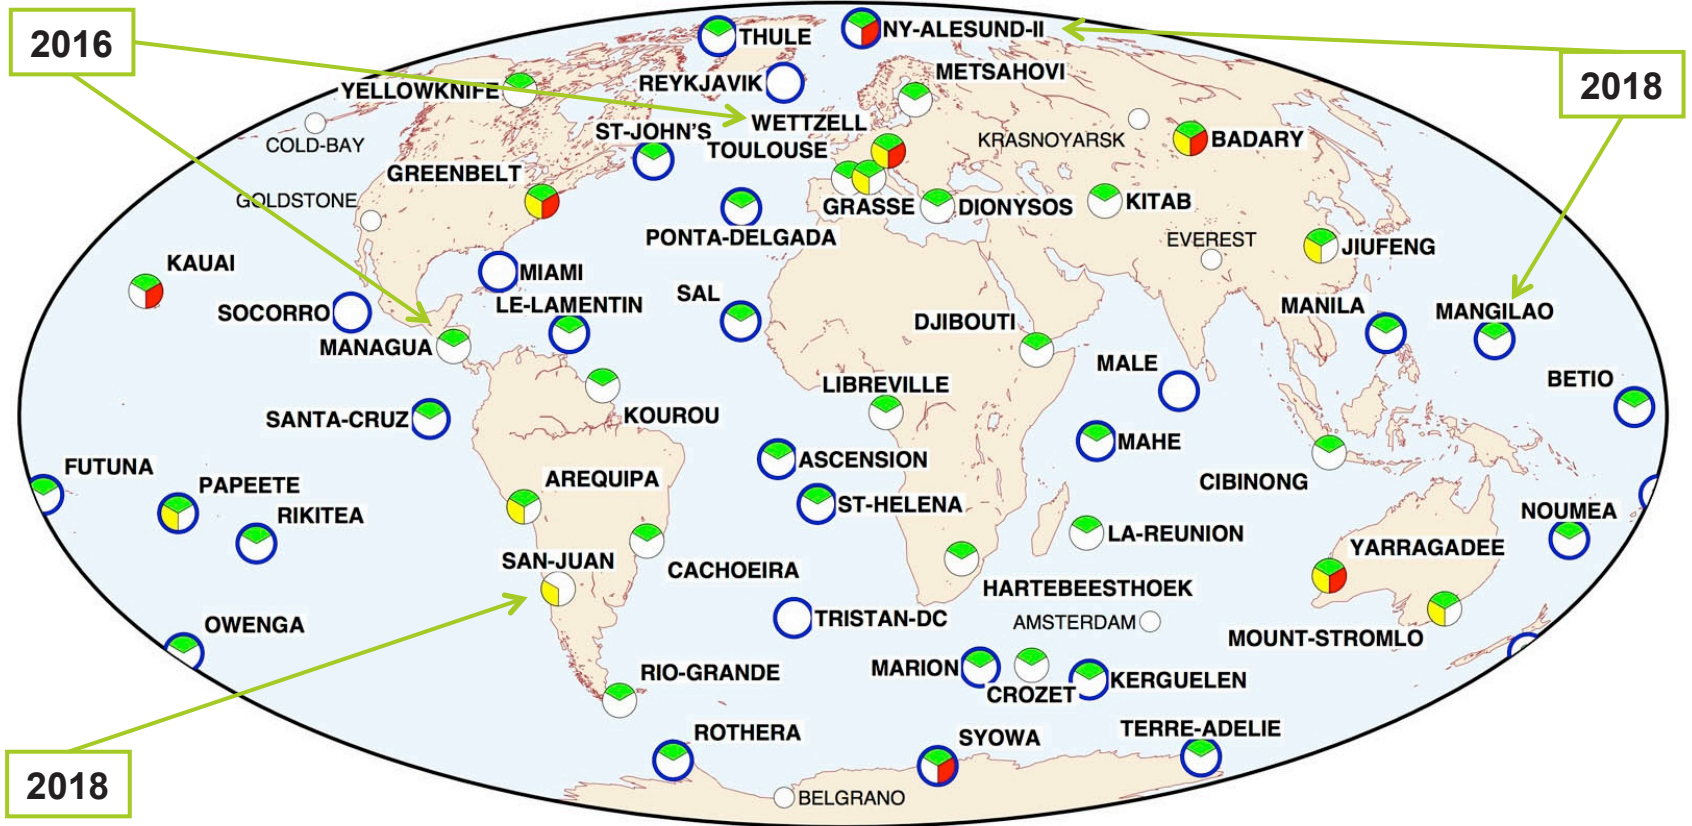 2016
THULE
NY-ALESUND-II
METSAHOVI
REYKJAVIK
YELLOWKNIFE
2018
WETTZELL
ST-JOHN'S
COLD-BAY
TOULOUSE
KRASNOYARSK
BADARY
GREENBELT
GOLDSTONE
GRASSE
DIONYSOS
KITAB
PONTA-DELGADA
EVEREST
JIUFENG
KAUAI
MIAMI
SAL
LE-LAMENTIN
SOCORRO
MANILA
MANGILAO
DJIBOUTI
MANAGUA
MALE
BETIO
LIBREVILLE
KOUROU
SANTA-CRUZ
MAHE
ASCENSION
FUTUNA
AREQUIPA
CIBINONG
PAPEETE
ST-HELENA
RIKITEA
NOUMEA
LA-REUNION
YARRAGADEE
SAN-JUAN
CACHOEIRA
HARTEBEESTHOEK
TRISTAN-DC
AMSTERDAM
OWENGA
MOUNT-STROMLO
RIO-GRANDE
MARION
CROZET
KERGUELEN
ROTHERA
SYOWA
TERRE-ADELIE
2018
BELGRANO